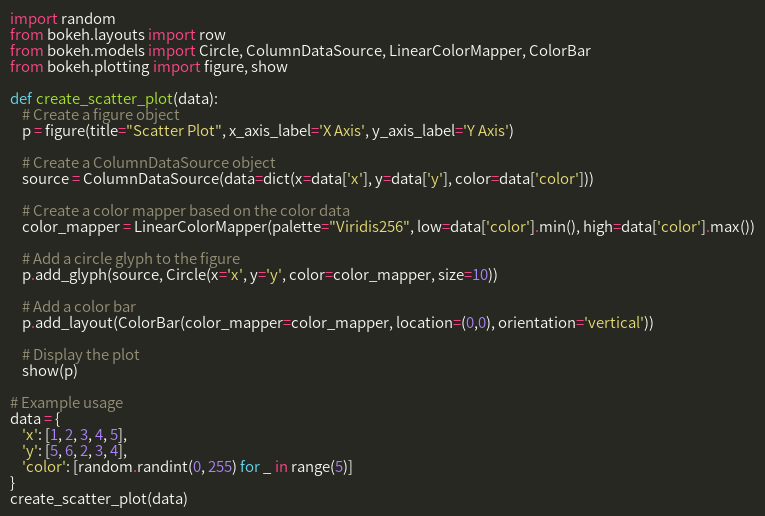 import random
from bokeh.layouts import row
from bokeh.models import Circle, ColumnDataSource, LinearColorMapper, ColorBar
from bokeh.plotting import figure, show

def create_scatter_plot(data):
    # Create a figure object
    p = figure(title="Scatter Plot", x_axis_label='X Axis', y_axis_label='Y Axis')

    # Create a ColumnDataSource object
    source = ColumnDataSource(data=dict(x=data['x'], y=data['y'], color=data['color']))

    # Create a color mapper based on the color data
    color_mapper = LinearColorMapper(palette="Viridis256", low=data['color'].min(), high=data['color'].max())

    # Add a circle glyph to the figure
    p.add_glyph(source, Circle(x='x', y='y', color=color_mapper, size=10))

    # Add a color bar
    p.add_layout(ColorBar(color_mapper=color_mapper, location=(0,0), orientation='vertical'))

    # Display the plot
    show(p)

# Example usage
data = {
    'x': [1, 2, 3, 4, 5],
    'y': [5, 6, 2, 3, 4],
    'color': [random.randint(0, 255) for _ in range(5)]
}
create_scatter_plot(data)